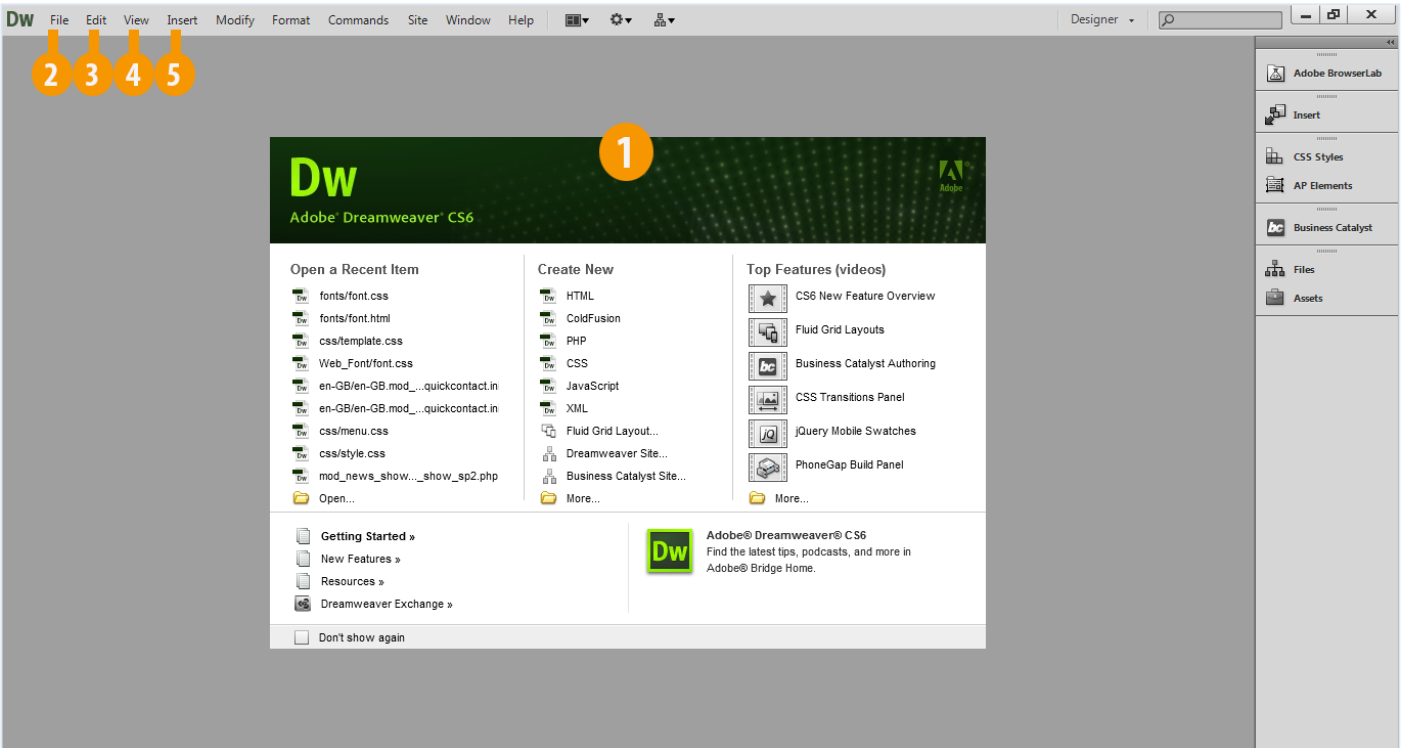 Dw File Edit View Insert Modify Format Commands Site Window Help Designer
2 3 4 5
1
Dw
Adobe® Dreamweaver® CS6
Adobe
Open a Recent Item
fonts/font.css
fonts/font.html
css/template.css
Web_Font/font.css
en-GB/en-GB.mod_...quickcontact.in
en-GB/en-GB.mod_...quickcontact.in
css/menu.css
css/style.css
mod_news_show..._show_sp2.php
Open...
Create New
HTML
ColdFusion
PHP
CSS
JavaScript
XML
Fluid Grid Layout...
Dreamweaver Site...
Business Catalyst Site...
More...
Top Features (videos)
CS6 New Feature Overview
Fluid Grid Layouts
bc Business Catalyst Authoring
CSS Transitions Panel
jQ jQuery Mobile Swatches
PhoneGap Build Panel
More...
Getting Started »
New Features »
Resources »
Dreamweaver Exchange »
Dw
Adobe® Dreamweaver® CS6
Find the latest tips, podcasts, and more in
Adobe® Bridge Home.
Don't show again
Adobe BrowserLab
Insert
CSS Styles
AP Elements
bc Business Catalyst
Files
Assets